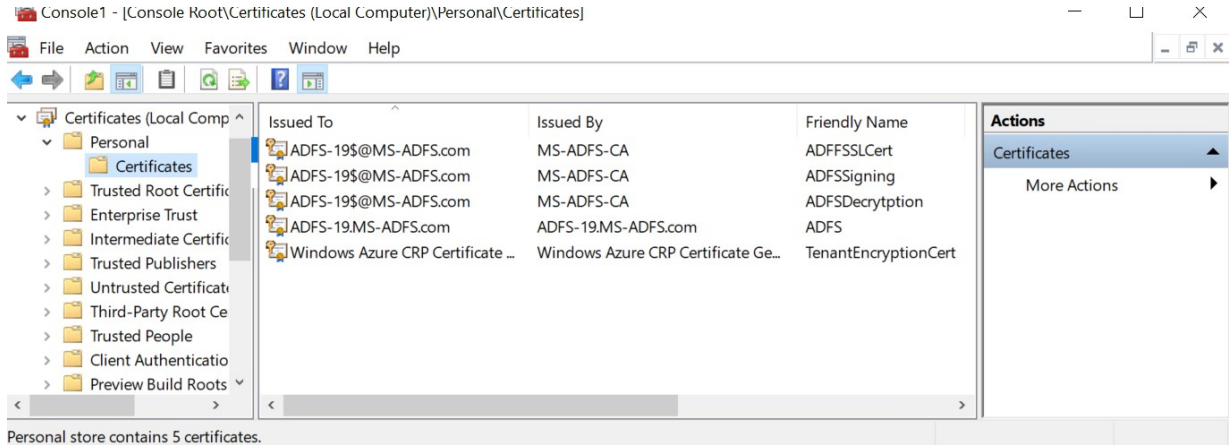 Console1 - [Console Root\Certificates (Local Computer)\Personal\Certificates]
File Action View Favorites Window Help
Certificates (Local Comp
Personal
Certificates
Trusted Root Certific
Enterprise Trust
Intermediate Certific
Trusted Publishers
Untrusted Certificate
Third-Party Root Ce
Trusted People
Client Authenticatio
Preview Build Roots
Issued To Issued By Friendly Name
ADFS-19$@MS-ADFS.com MS-ADFS-CA ADFFSSLCert
ADFS-19$@MS-ADFS.com MS-ADFS-CA ADFSSigning
ADFS-19$@MS-ADFS.com MS-ADFS-CA ADFSDecrytption
ADFS-19.MS-ADFS.com ADFS-19.MS-ADFS.com ADFS
Windows Azure CRP Certificate ... Windows Azure CRP Certificate Ge... TenantEncryptionCert
Actions
Certificates
More Actions
Personal store contains 5 certificates.